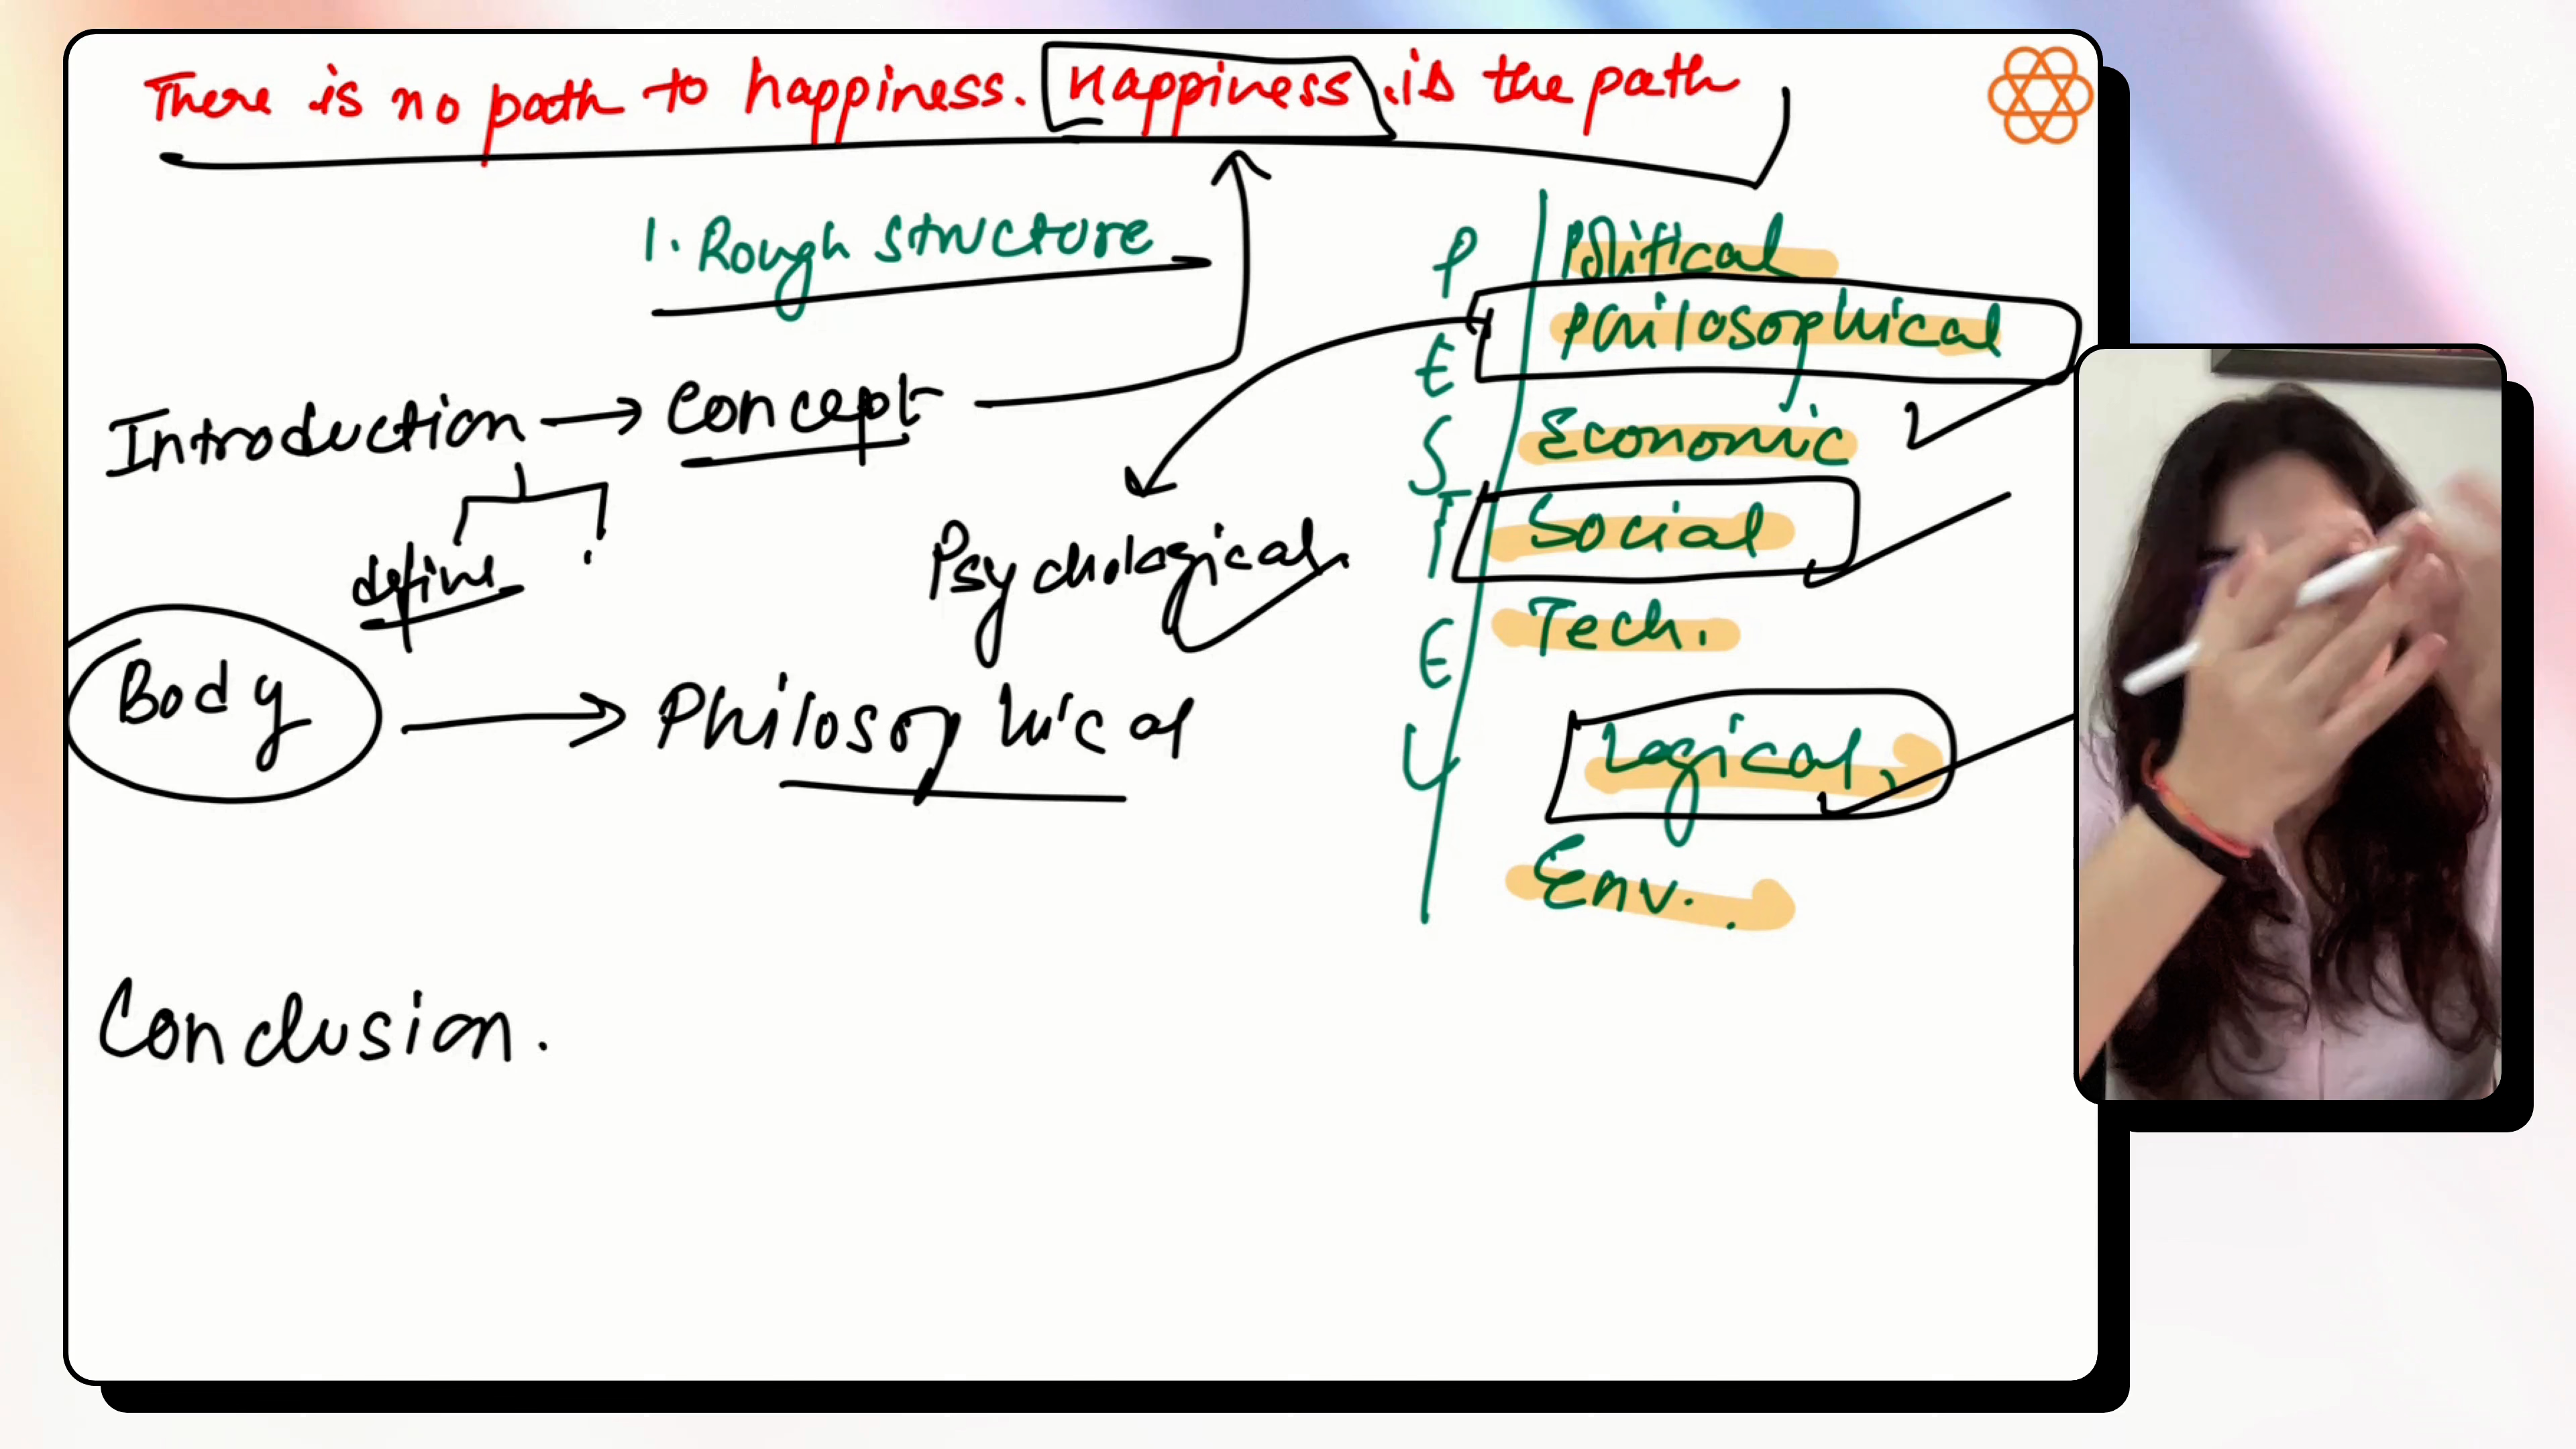 There is no path to happiness. Happiness is the path
1. Rough structure
P
E
S
T
E
L
Political
Philosophical
Economic
Social
Tech.
Logical,
Env..
Introduction → concept
define
Psychological
Body → Philosophical
Conclusion.